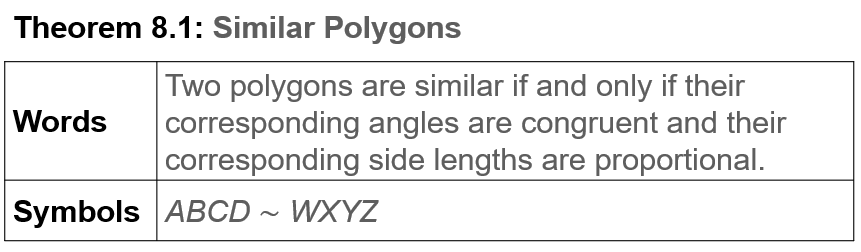 Theorem 8.1: Similar Polygons
Words
Two polygons are similar if and only if their
corresponding angles are congruent and their
corresponding side lengths are proportional.
Symbols
ABCD ~ WXYZ